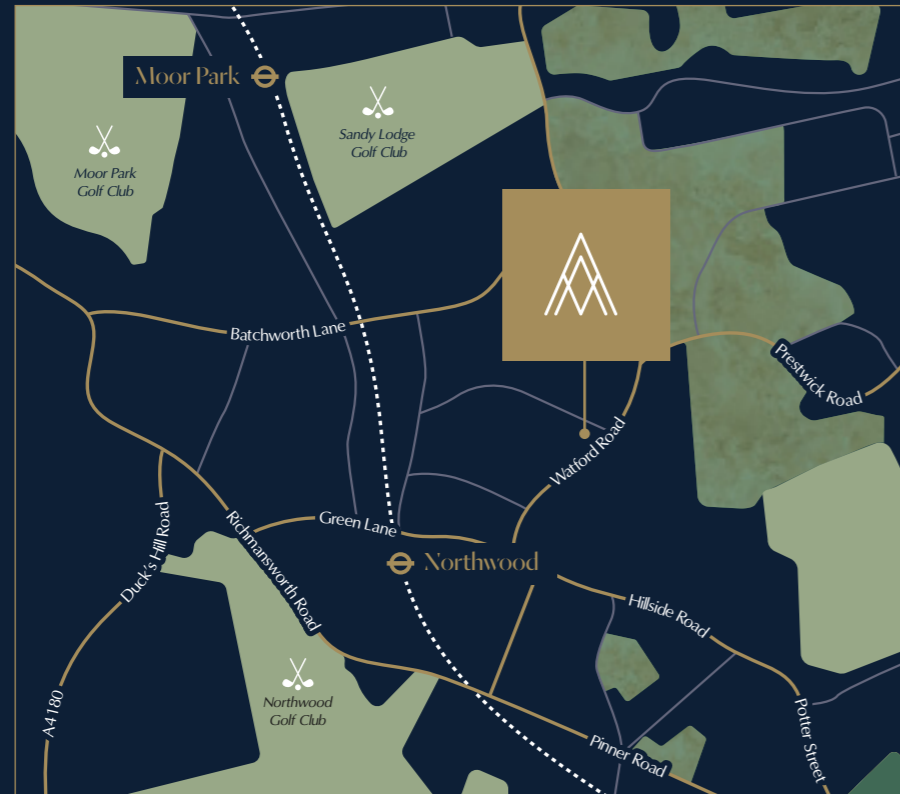 Moor Park
Sandy Lodge
Golf Club
Moor Park
Golf Club
Batchworth Lane
Prestwick Road
Watford Road
Green Lane
Richmansworth Road
Duck's Hill Road
Northwood
Hillside Road
Northwood
Golf Club
A4180
Potter Street
Pinner Road